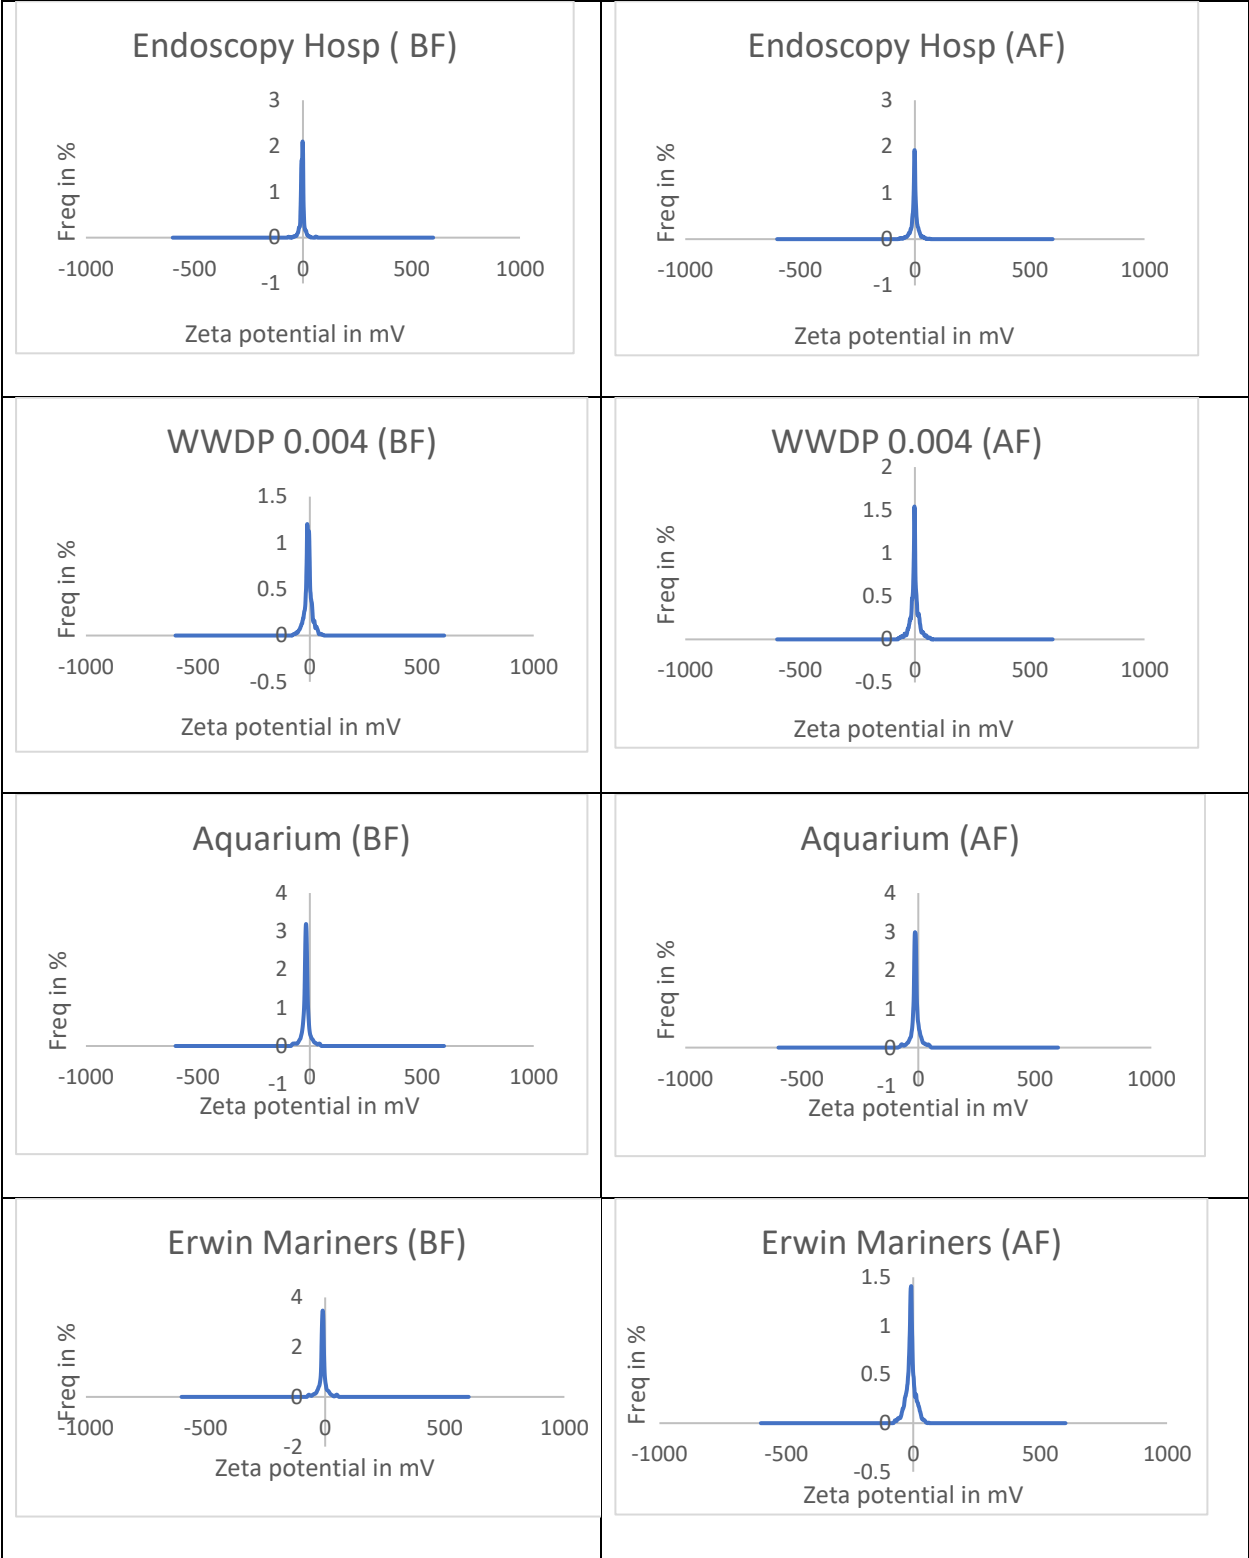 Endoscopy Hosp ( BF)
3
2
1
0
-1
-1000 -500 0 500 1000
Freq in %
Zeta potential in mV
Endoscopy Hosp (AF)
3
2
1
0
-1
-1000 -500 0 500 1000
Freq in %
Zeta potential in mV
WWDP 0.004 (BF)
1.5
1
0.5
0
-0.5
-1000 -500 0 500 1000
Freq in %
Zeta potential in mV
WWDP 0.004 (AF)
2
1.5
1
0.5
0
-0.5
-1000 -500 0 500 1000
Freq in %
Zeta potential in mV
Aquarium (BF)
4
3
2
1
0
-1
-1000 -500 0 500 1000
Freq in %
Zeta potential in mV
Aquarium (AF)
4
3
2
1
0
-1
-1000 -500 0 500 1000
Freq in %
Zeta potential in mV
Erwin Mariners (BF)
4
2
0
-2
-1000 -500 0 500 1000
Freq in %
Zeta potential in mV
Erwin Mariners (AF)
1.5
1
0.5
0
-0.5
-1000 -500 0 500 1000
Freq in %
Zeta potential in mV